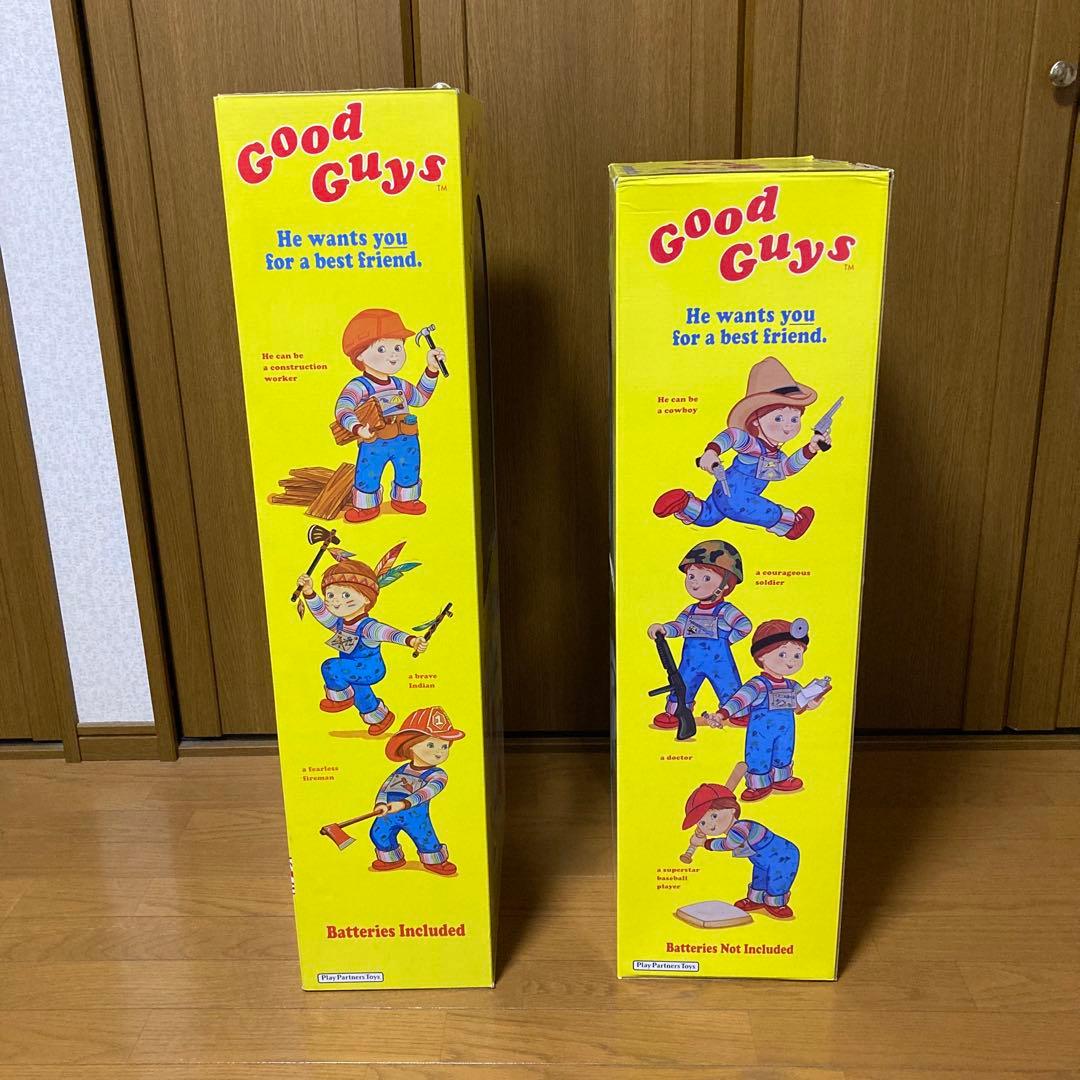 Good
Guys
TM
He wants you
for a best friend.
He can be
a construction
worker
a brave
Indian
a fearless
fireman
Batteries Included
Play Partners Toys
Good
Guys
TM
He wants you
for a best friend.
He can be
a cowboy
a courageous
soldier
a doctor
a superstar
baseball
player
Batteries Not Included
Play Partners Toys